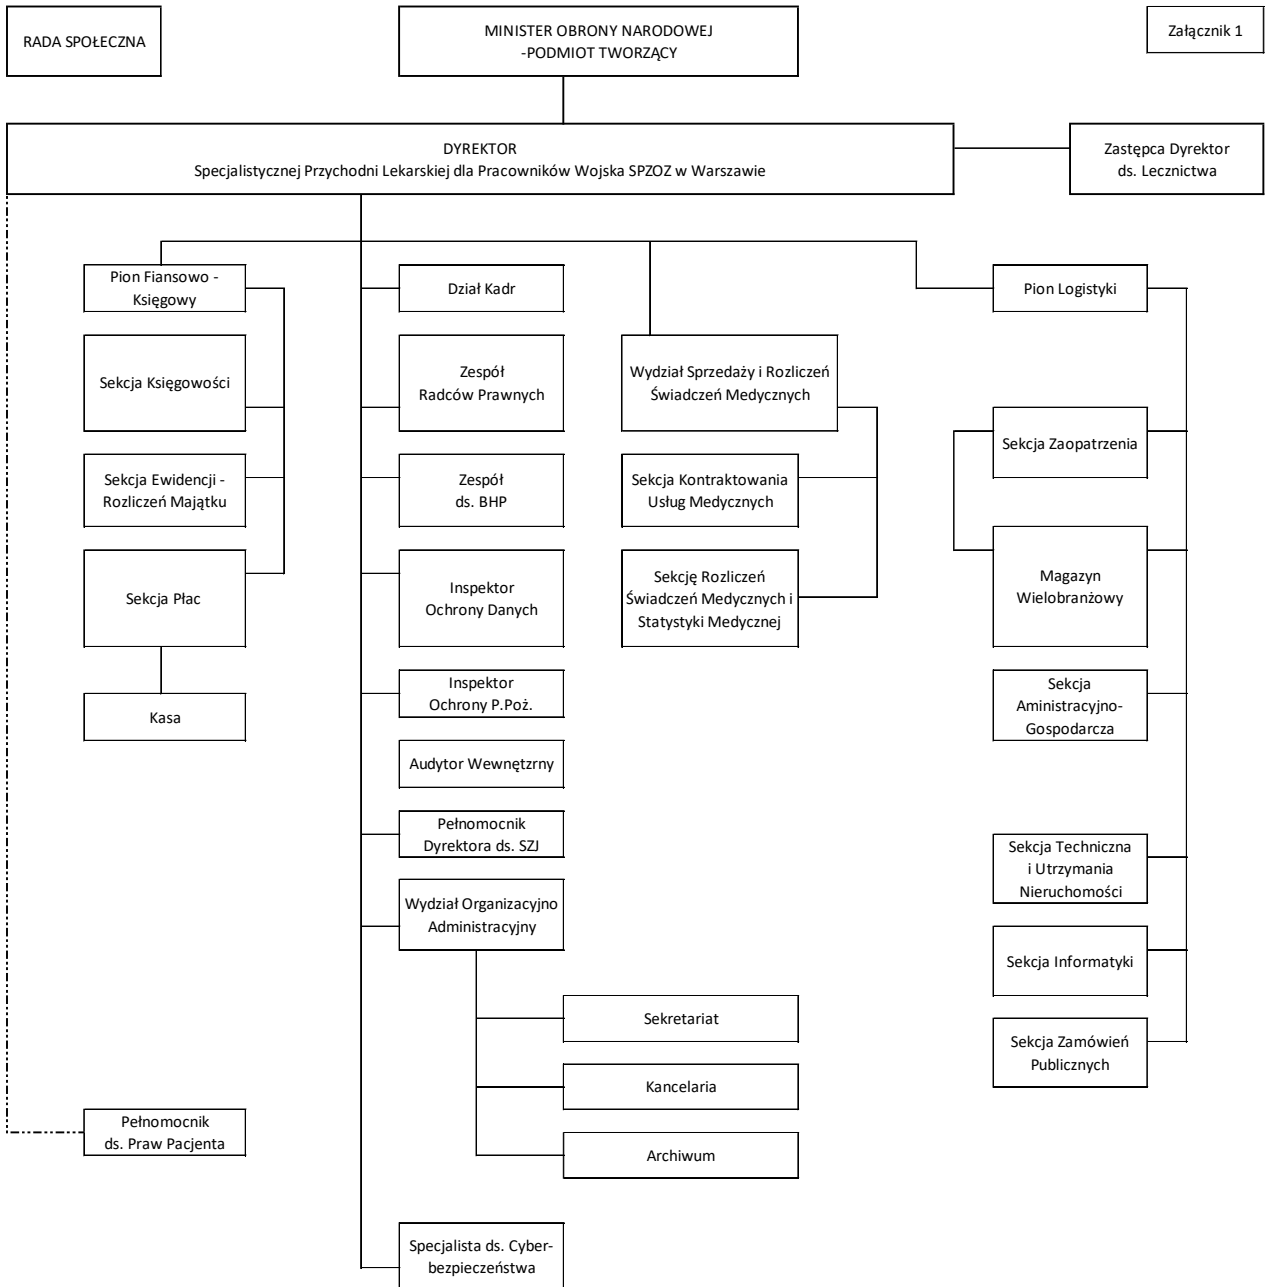 RADA SPOŁECZNA
MINISTER OBRONY NARODOWEJ
-PODMIOT TWORZĄCY
Załącznik 1
DYREKTOR
Specjalistycznej Przychodni Lekarskiej dla Pracowników Wojska SPZOZ w Warszawie
Zastępca Dyrektor
ds. Lecznictwa
Pion Fiansowo -
Księgowy
Sekcja Księgowości
Sekcja Ewidencji -
Rozliczeń Majątku
Sekcja Płac
Kasa
Pełnomocnik
ds. Praw Pacjenta
Dział Kadr
Zespół
Radców Prawnych
Zespół
ds. BHP
Inspektor
Ochrony Danych
Inspektor
Ochrony P.Poż.
Audytor Wewnętzrny
Pełnomocnik
Dyrektora ds. SZJ
Wydział Organizacyjno
Administracyjny
Sekretariat
Kancelaria
Archiwum
Specjalista ds. Cyber-
bezpieczeństwa
Wydział Sprzedaży i Rozliczeń
Świadczeń Medycznych
Sekcja Kontraktowania
Usług Medycznych
Sekcję Rozliczeń
Świadczeń Medycznych i
Statystyki Medycznej
Pion Logistyki
Sekcja Zaopatrzenia
Magazyn
Wielobranżowy
Sekcja
Aministracyjno-
Gospodarcza
Sekcja Techniczna
i Utrzymania
Nieruchomości
Sekcja Informatyki
Sekcja Zamówień
Publicznych